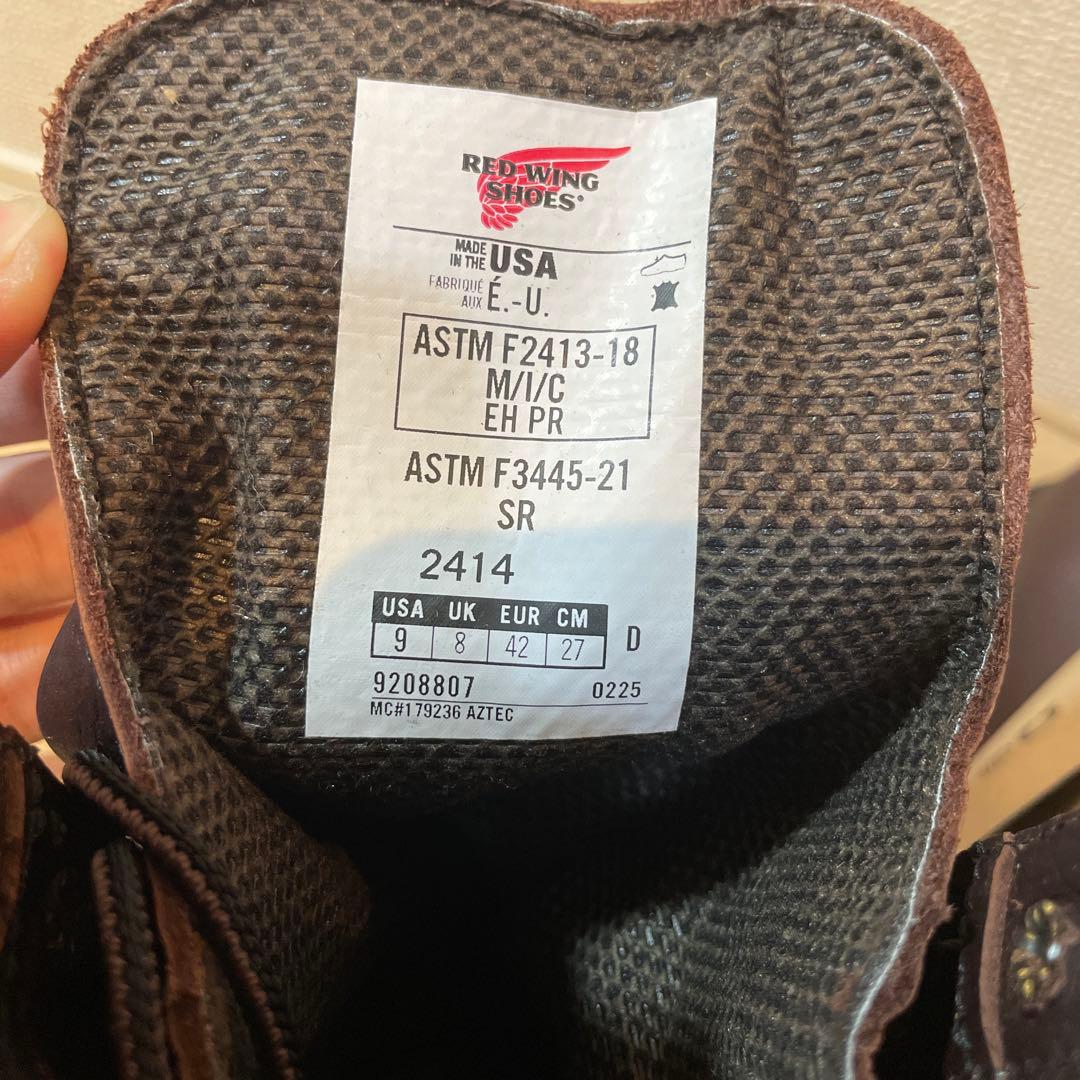 RED WING
SHOES®
MADE IN THE USA
FABRIQUÉ AUX É.-U.
ASTM F2413-18
M/I/C
EH PR
ASTM F3445-21
SR
2414
USA UK EUR CM
9 8 42 27 D
9208807 0225
MC#179236 AZTEC